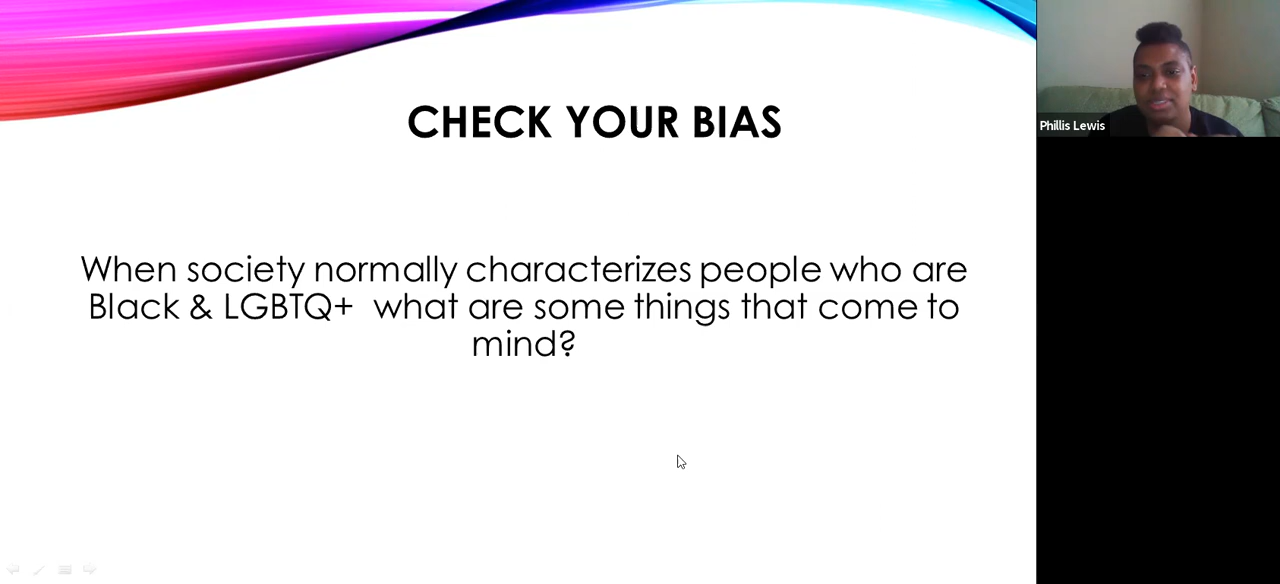 CHECK YOUR BIAS
When society normally characterizes people who are
Black & LGBTQ+  what are some things that come to
mind?
Phillis Lewis